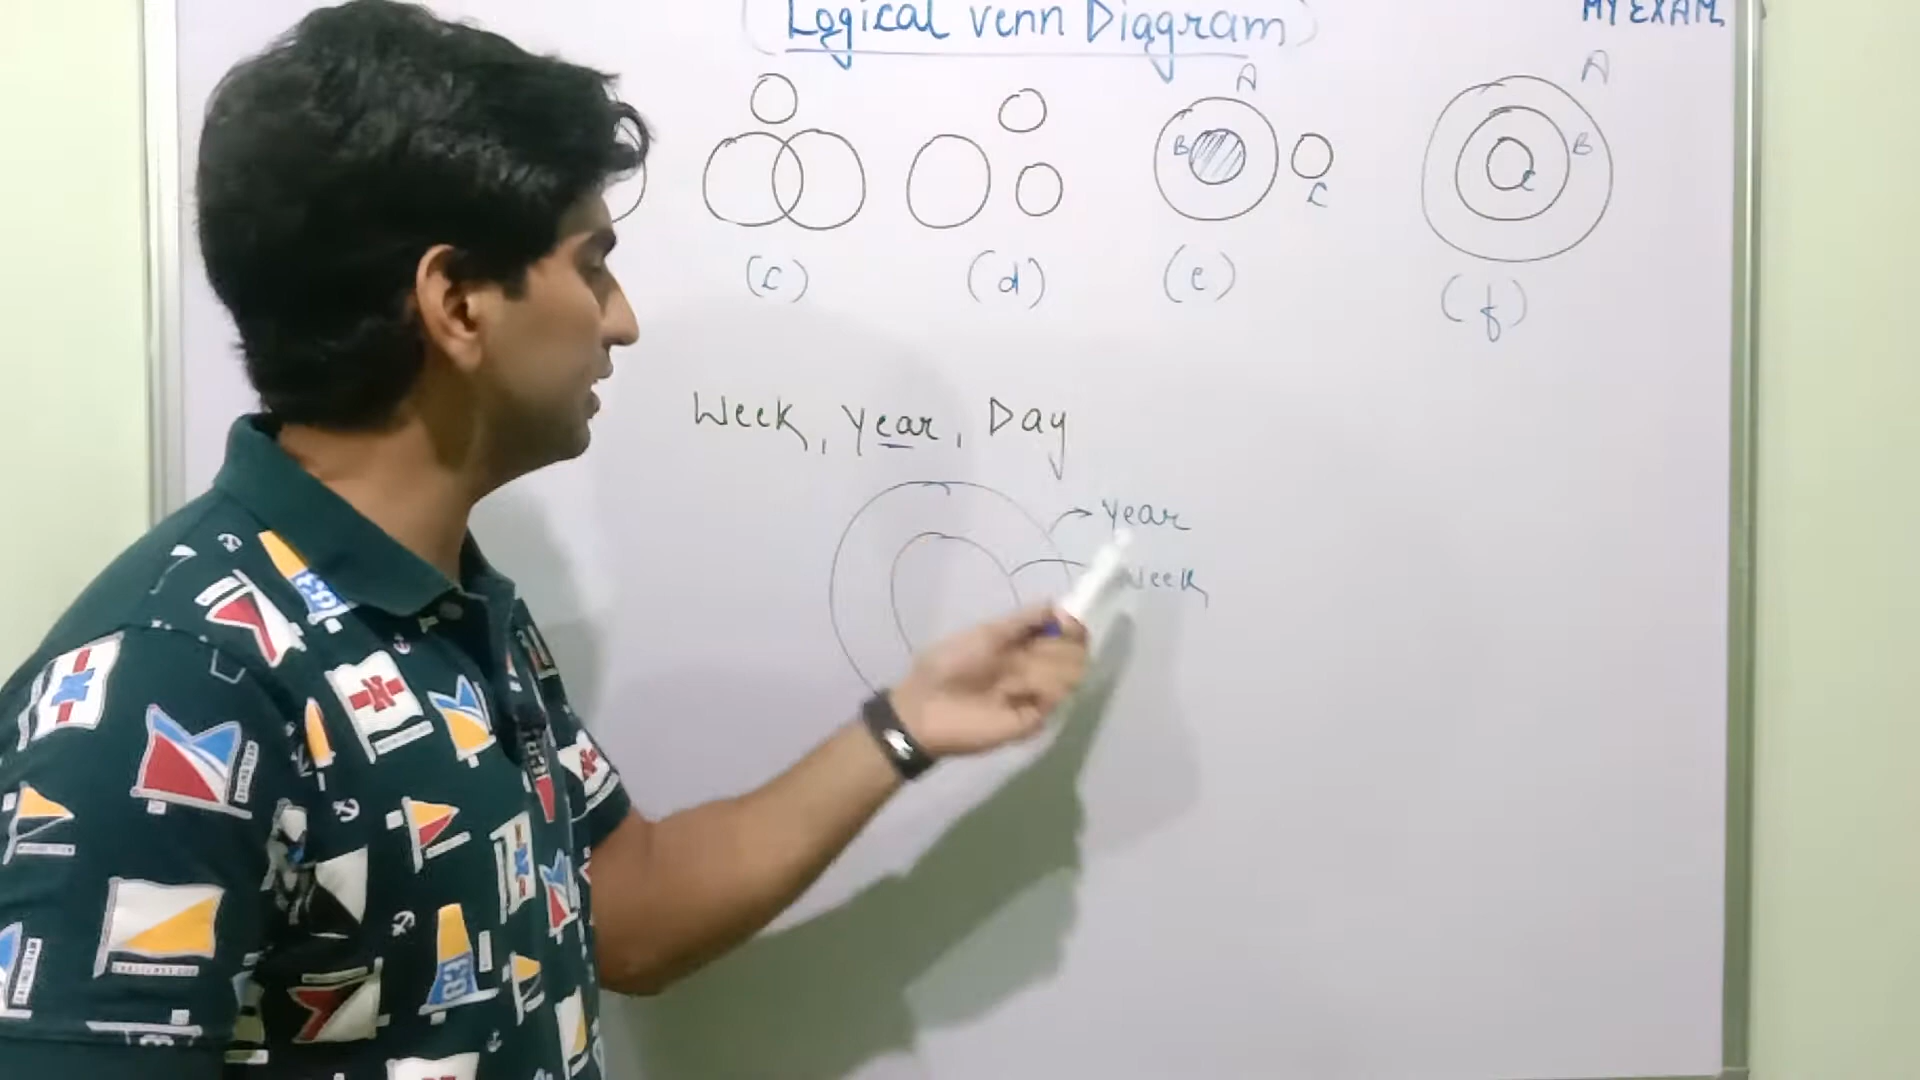 (Logical Venn Diagram)
MY EXAM
A
A
B
B
C
C
(c) (d) (e) (f)
Week, Year, Day
Year
Week